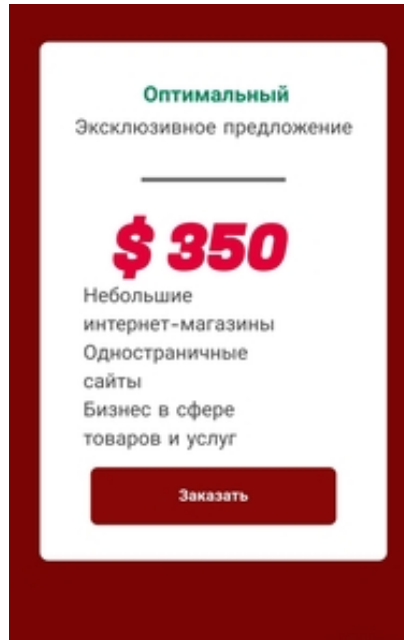 Оптимальный
Эксклюзивное предложение
$ 350
Небольшие
интернет-магазины
Одностраничные
сайты
Бизнес в сфере
товаров и услуг
Заказать